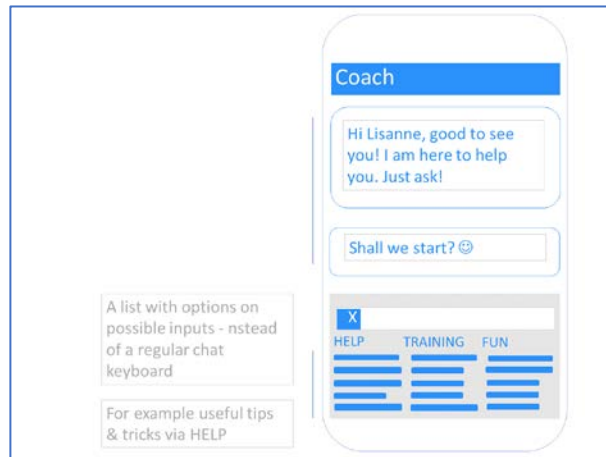 Coach
Hi Lisanne, good to see
you! I am here to help
you. Just ask!
Shall we start? ☺
A list with options on
possible inputs - nstead
of a regular chat
keyboard
For example useful tips
& tricks via HELP
X
HELP TRAINING FUN